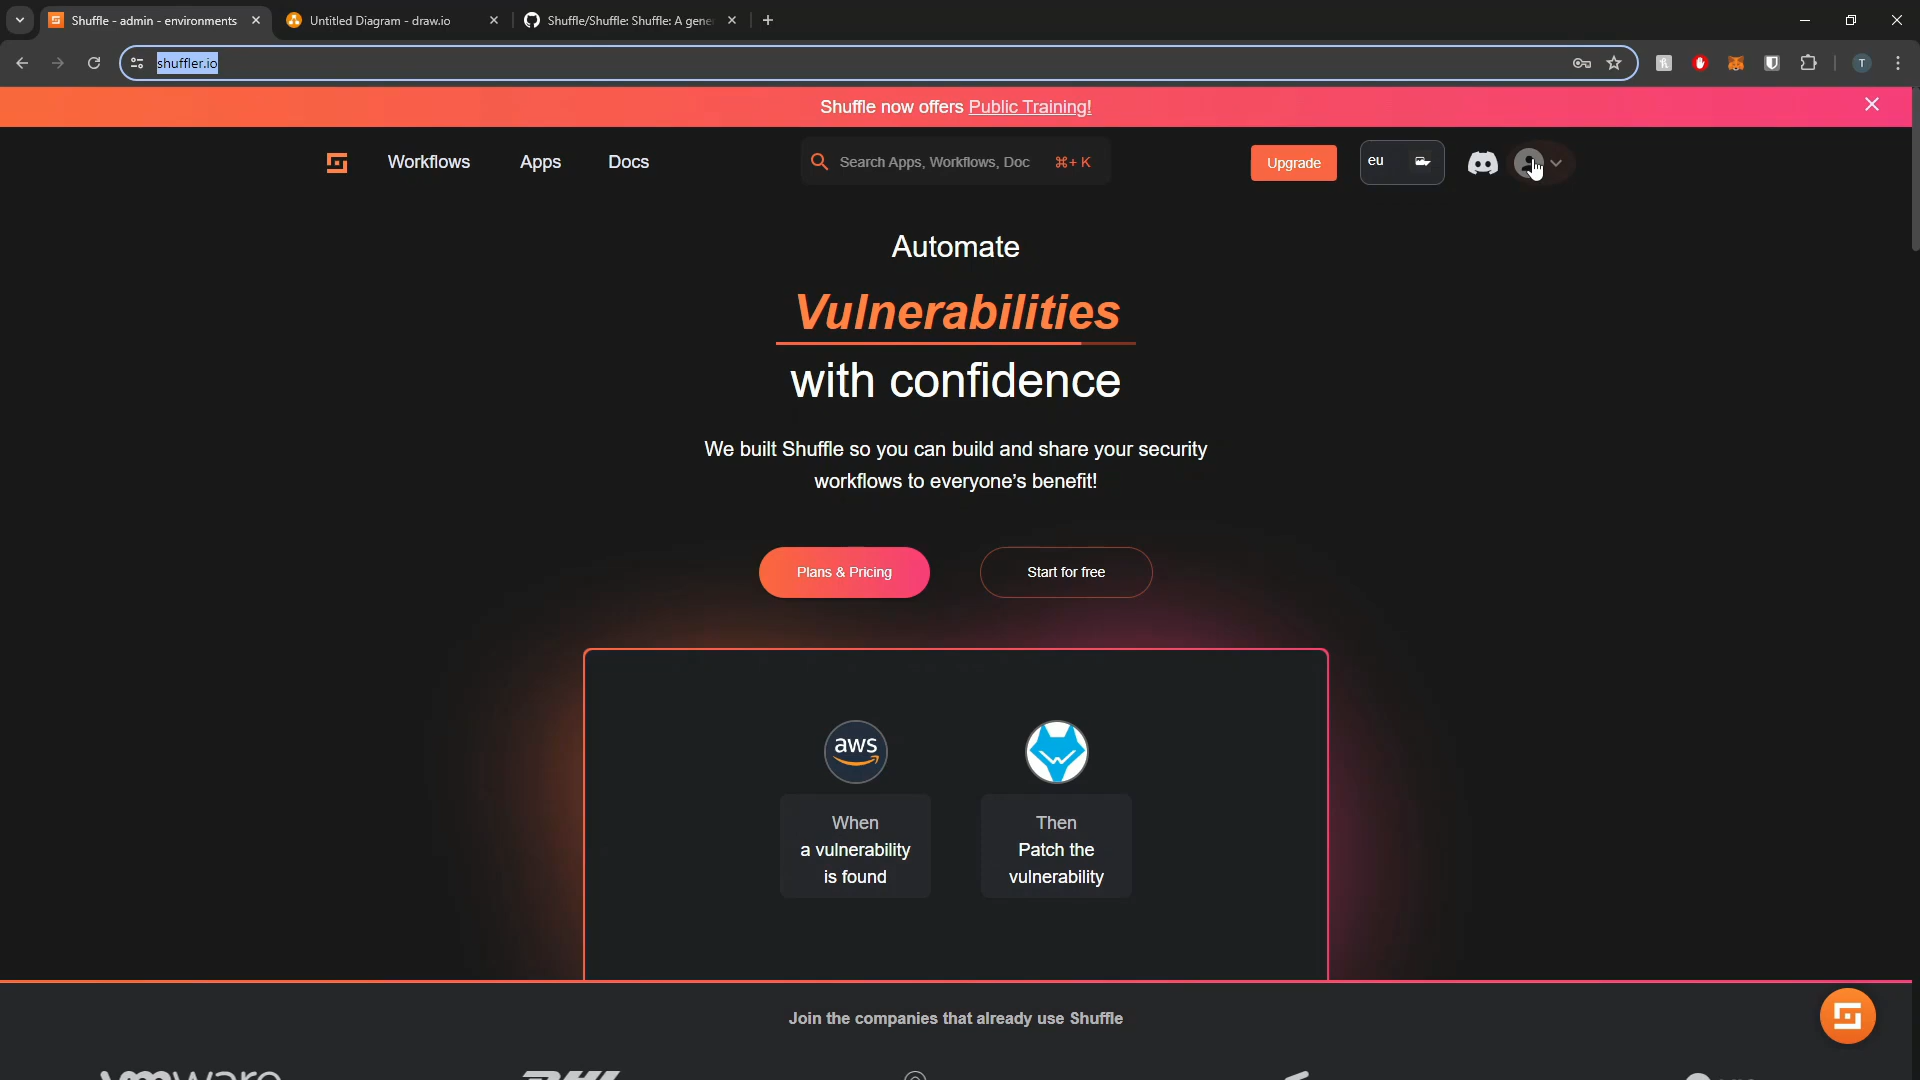 Shuffle - admin - environments
Untitled Diagram - draw.io
Shuffle/Shuffle: Shuffle: A gene
shuffler.io
T
Shuffle now offers Public Training!
Workflows
Apps
Docs
Search Apps, Workflows, Doc
⌘+ K
Upgrade
eu
Automate
Vulnerabilities
with confidence
We built Shuffle so you can build and share your security
workflows to everyone's benefit!
Plans & Pricing
Start for free
aws
When
a vulnerability
is found
Then
Patch the
vulnerability
Join the companies that already use Shuffle
vmware
DHL